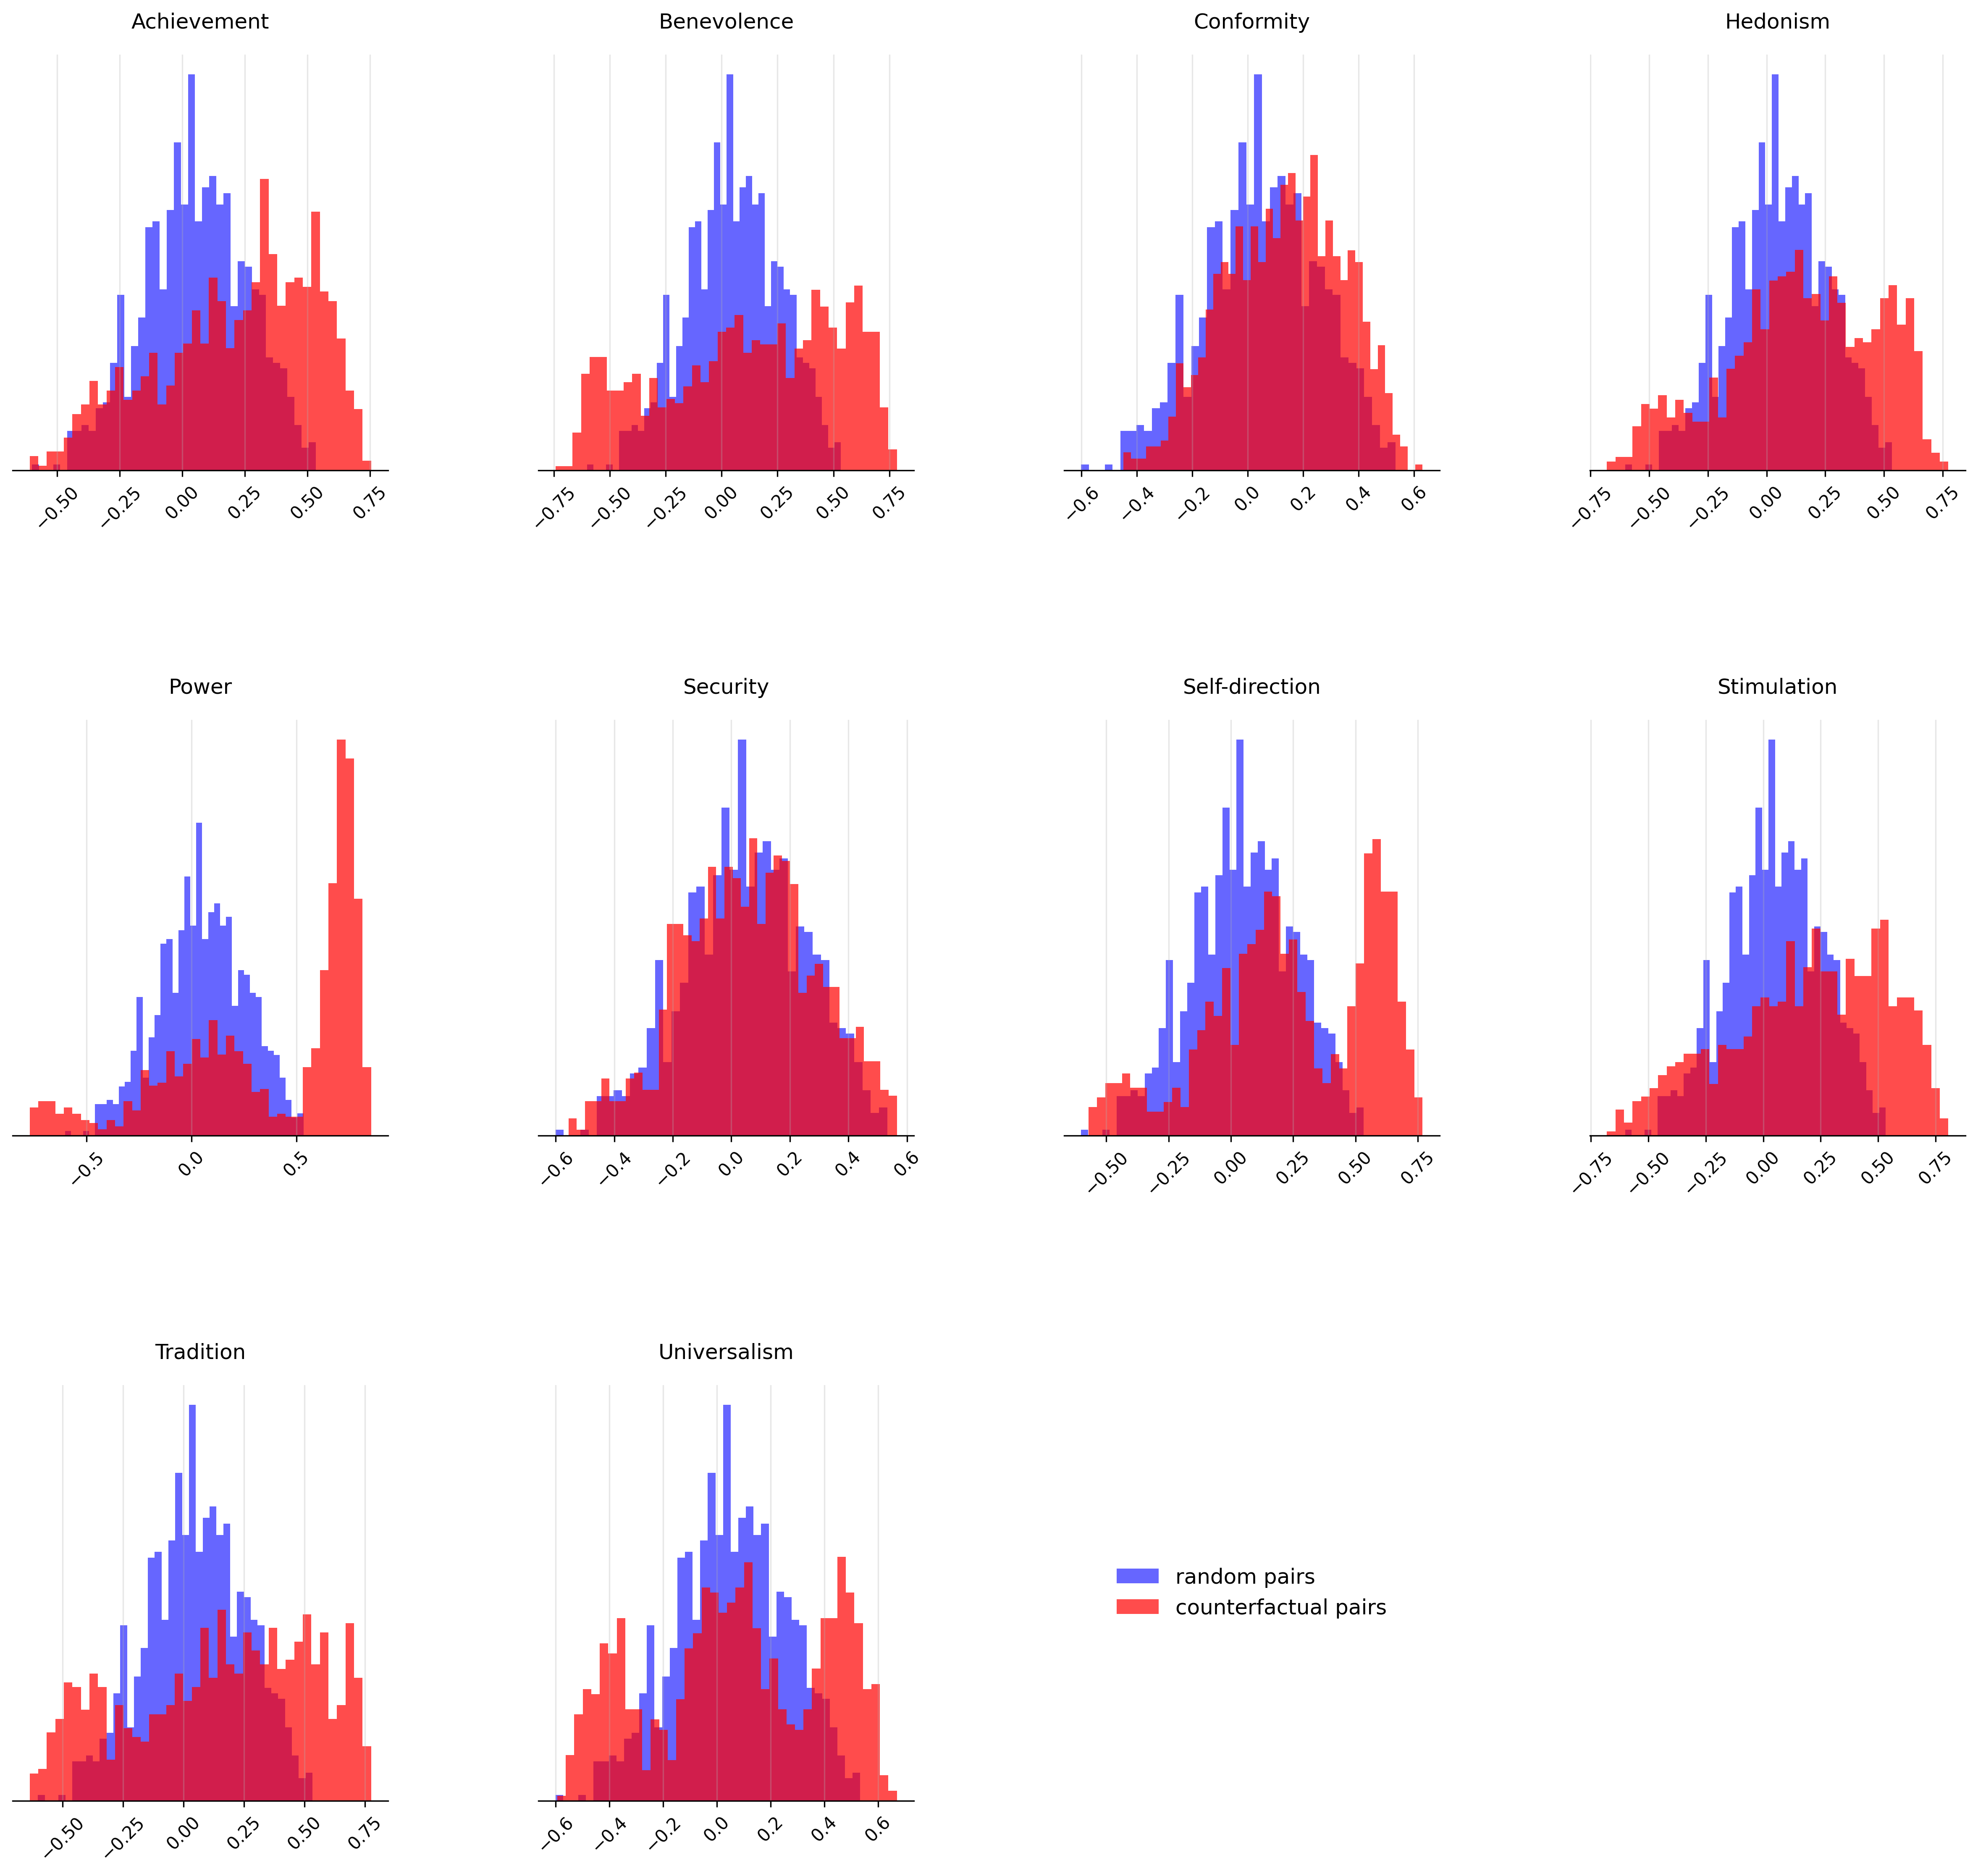 Achievement Benevolence Conformity Hedonism
−0.50 −0.25 0.00 0.25 0.50 0.75 −0.75 −0.50 −0.25 0.00 0.25 0.50 0.75 −0.6 −0.4 −0.2 0.0 0.2 0.4 0.6 −0.75 −0.50 −0.25 0.00 0.25 0.50 0.75
Power Security Self-direction Stimulation
−0.5 0.0 0.5 −0.6 −0.4 −0.2 0.0 0.2 0.4 0.6 −0.50 −0.25 0.00 0.25 0.50 0.75 −0.75 −0.50 −0.25 0.00 0.25 0.50 0.75
Tradition Universalism
random pairs
counterfactual pairs
−0.50 −0.25 0.00 0.25 0.50 0.75 −0.6 −0.4 −0.2 0.0 0.2 0.4 0.6